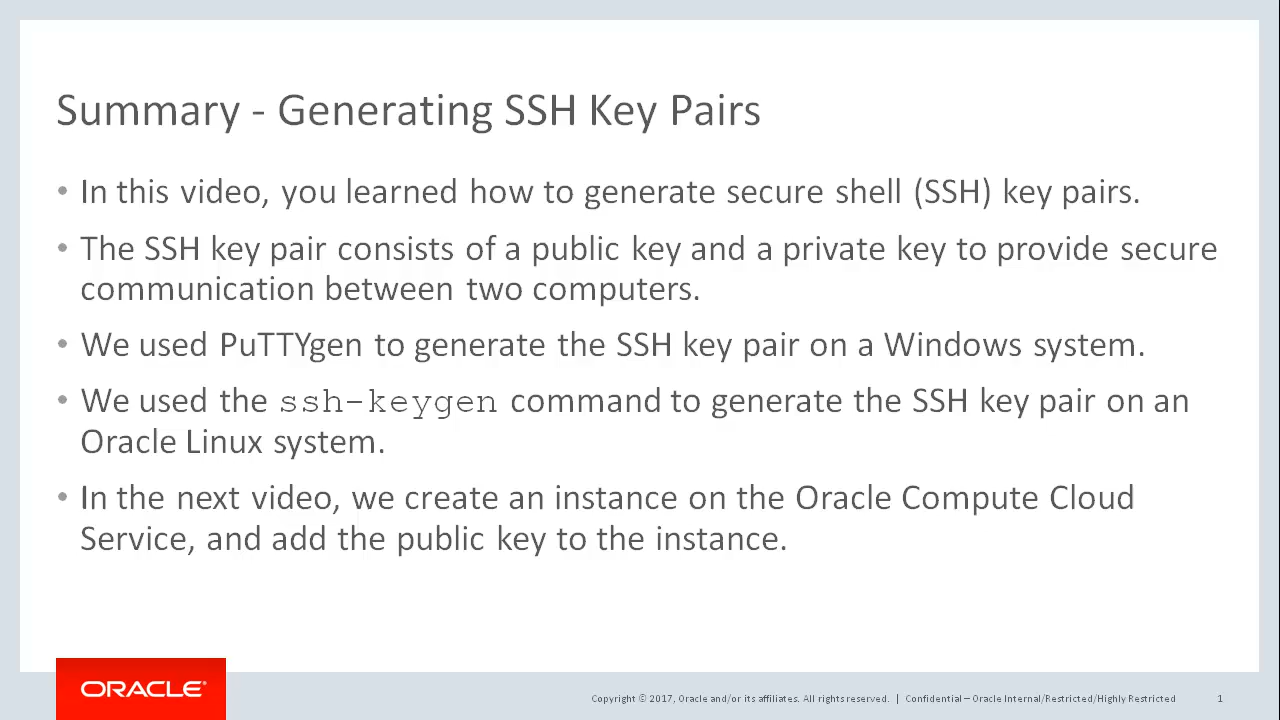 Summary - Generating SSH Key Pairs
• In this video, you learned how to generate secure shell (SSH) key pairs.
• The SSH key pair consists of a public key and a private key to provide secure
communication between two computers.
• We used PuTTYgen to generate the SSH key pair on a Windows system.
• We used the ssh-keygen command to generate the SSH key pair on an
Oracle Linux system.
• In the next video, we create an instance on the Oracle Compute Cloud
Service, and add the public key to the instance.
ORACLE®
Copyright © 2017, Oracle and/or its affiliates. All rights reserved. | Confidential – Oracle Internal/Restricted/Highly Restricted 1